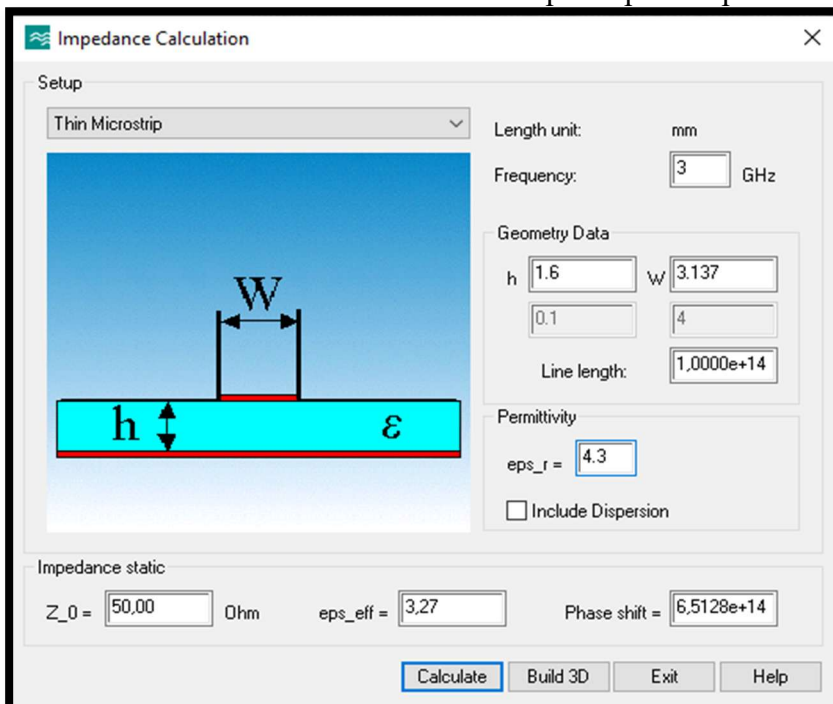 Impedance Calculation
Setup
Thin Microstrip
Length unit: mm
Frequency: 3 GHz
Geometry Data
h 1.6 W 3.137
0.1 4
Line length: 1,0000e+14
W
h ε
Permittivity
eps_r = 4.3
Include Dispersion
Impedance static
Z_0 = 50,00 Ohm eps_eff = 3,27 Phase shift = 6,5128e+14
Calculate Build 3D Exit Help